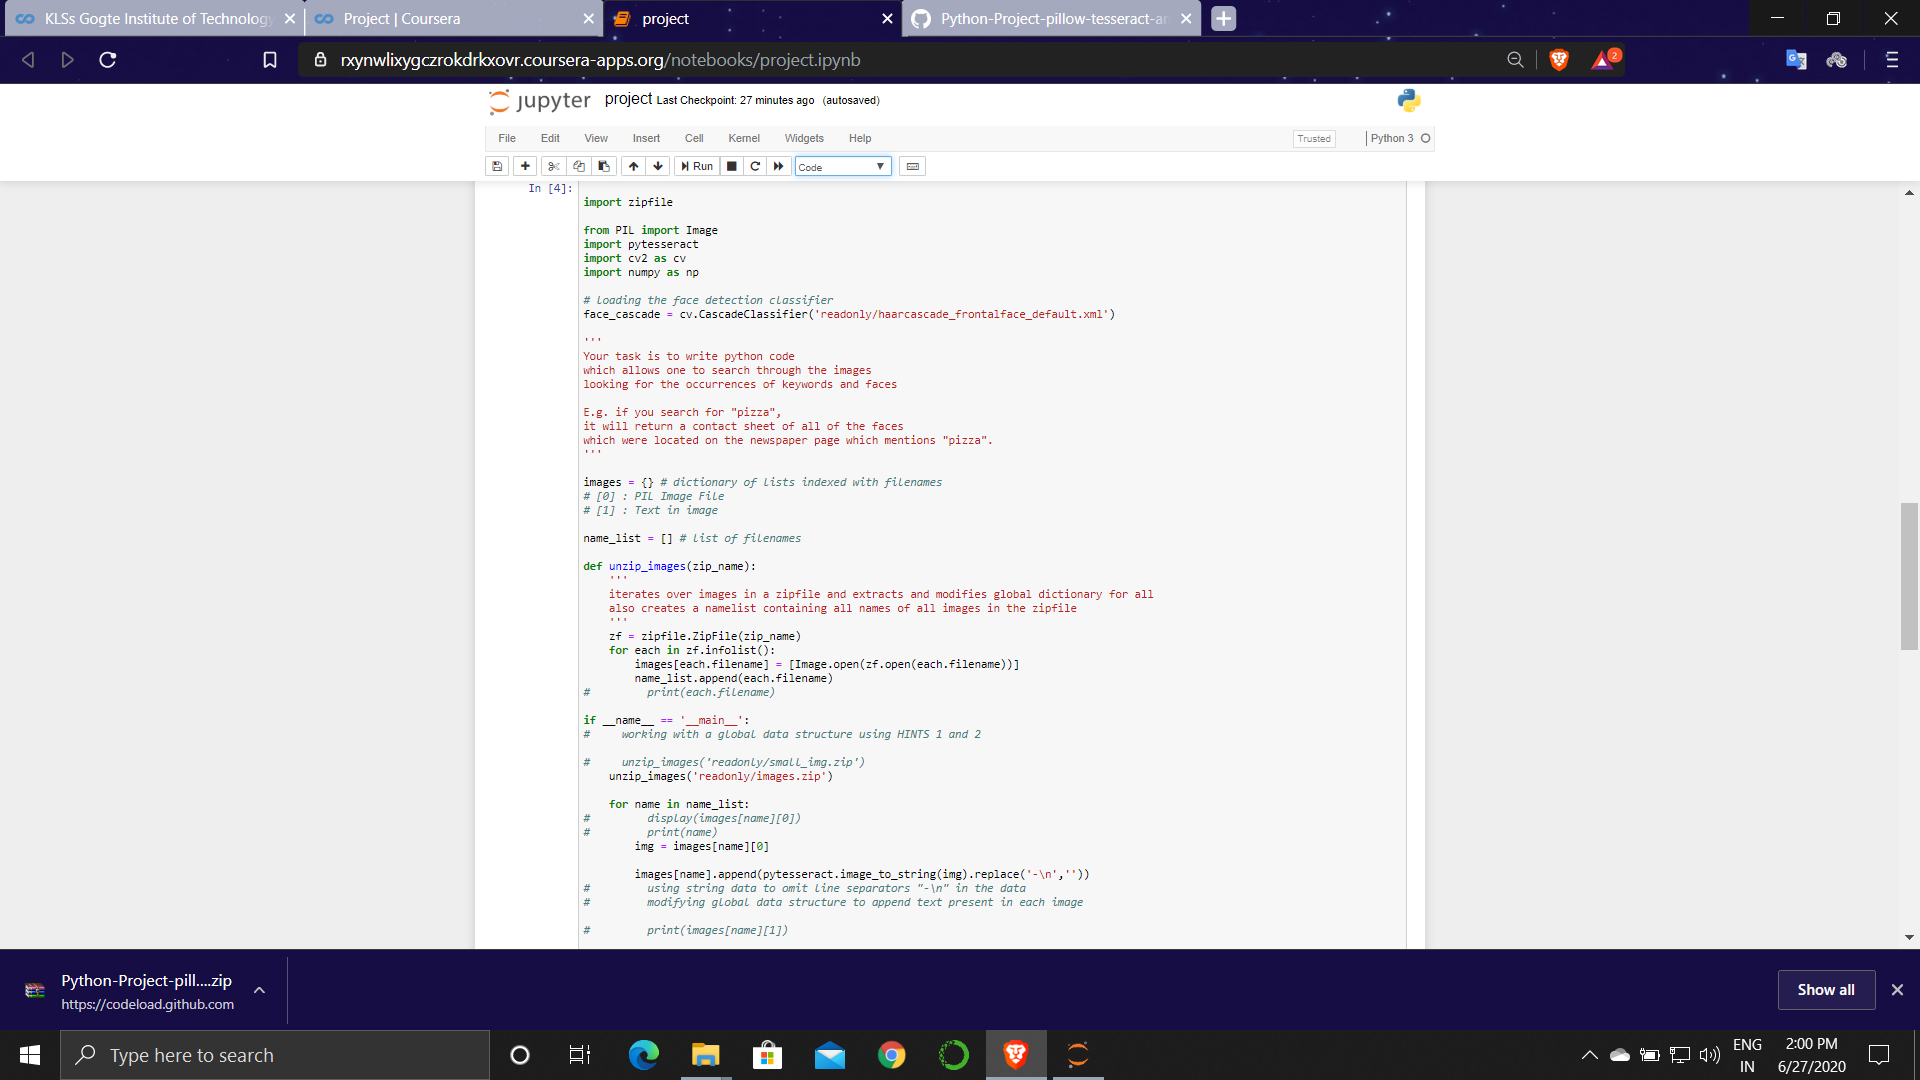 KLSs Gogte Institute of Technology
Project | Coursera
project
Python-Project-pillow-tesseract-an
rxynwlixygczrokdrkxovr.coursera-apps.org/notebooks/project.ipynb
2
jupyter project Last Checkpoint: 27 minutes ago (autosaved)
File Edit View Insert Cell Kernel Widgets Help
Trusted Python 3
Run Code
In [4]:
import zipfile
from PIL import Image
import pytesseract
import cv2 as cv
import numpy as np
# loading the face detection classifier
face_cascade = cv.CascadeClassifier('readonly/haarcascade_frontalface_default.xml')
'''
Your task is to write python code
which allows one to search through the images
looking for the occurrences of keywords and faces
E.g. if you search for "pizza",
it will return a contact sheet of all of the faces
which were located on the newspaper page which mentions "pizza".
'''
images = {} # dictionary of lists indexed with filenames
# [0] : PIL Image File
# [1] : Text in image
name_list = [] # list of filenames
def unzip_images(zip_name):
'''
iterates over images in a zipfile and extracts and modifies global dictionary for all
also creates a namelist containing all names of all images in the zipfile
'''
zf = zipfile.ZipFile(zip_name)
for each in zf.infolist():
images[each.filename] = [Image.open(zf.open(each.filename))]
name_list.append(each.filename)
# print(each.filename)
if __name__ == '__main__':
# working with a global data structure using HINTS 1 and 2
# unzip_images('readonly/small_img.zip')
unzip_images('readonly/images.zip')
for name in name_list:
# display(images[name][0])
# print(name)
img = images[name][0]
images[name].append(pytesseract.image_to_string(img).replace('-\n',''))
# using string data to omit line separators "-\n" in the data
# modifying global data structure to append text present in each image
# print(images[name][1])
Python-Project-pill....zip
https://codeload.github.com
Show all
Type here to search
ENG
IN
2:00 PM
6/27/2020